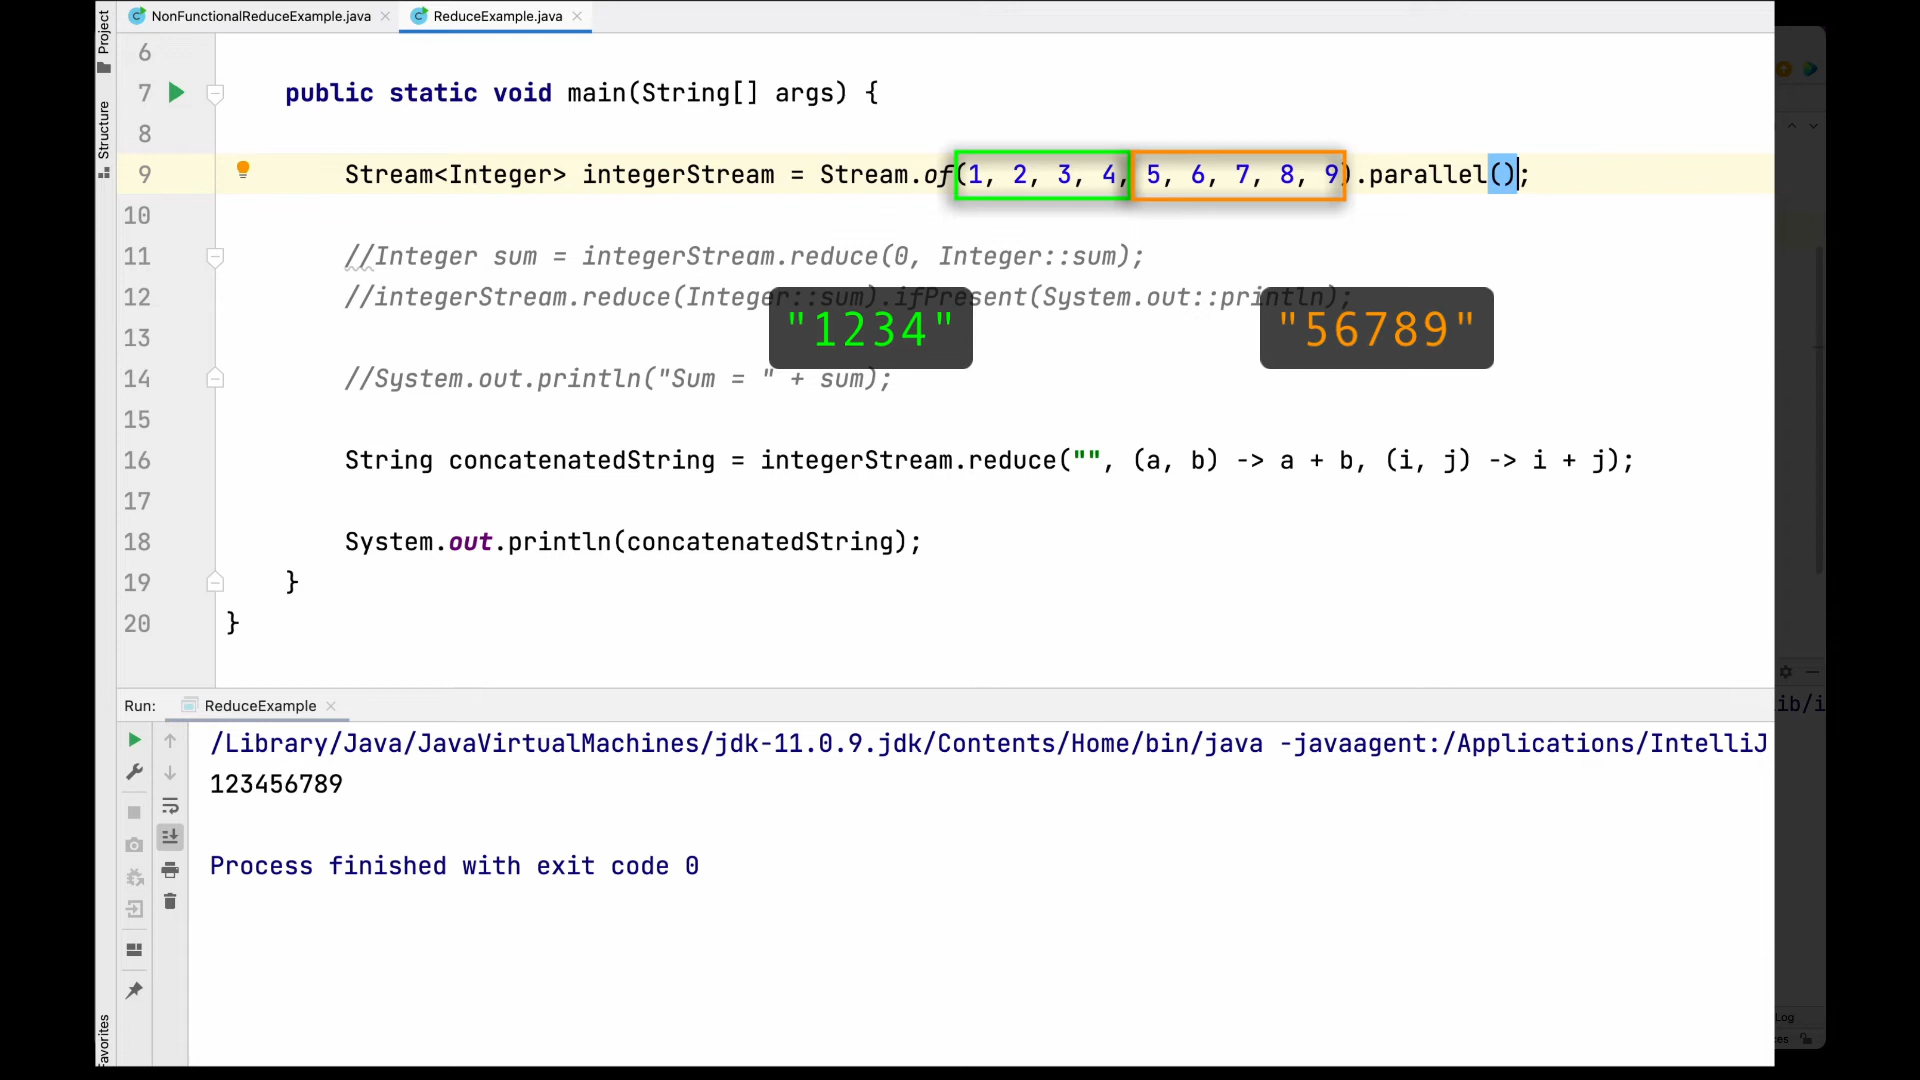 Project
Structure
Favorites
NonFunctionalReduceExample.java
ReduceExample.java
6
7 public static void main(String[] args) {
8
9 Stream<Integer> integerStream = Stream.of(1, 2, 3, 4, 5, 6, 7, 8, 9).parallel();
10
11 //Integer sum = integerStream.reduce(0, Integer::sum);
12 //integerStream.reduce(Integer::sum).ifPresent(System.out::println);
"1234" "56789"
13
14 //System.out.println("Sum = " + sum);
15
16 String concatenatedString = integerStream.reduce("", (a, b) -> a + b, (i, j) -> i + j);
17
18 System.out.println(concatenatedString);
19 }
20 }
Run: ReduceExample
/Library/Java/JavaVirtualMachines/jdk-11.0.9.jdk/Contents/Home/bin/java -javaagent:/Applications/IntelliJ
123456789
Process finished with exit code 0
ib/i
Log